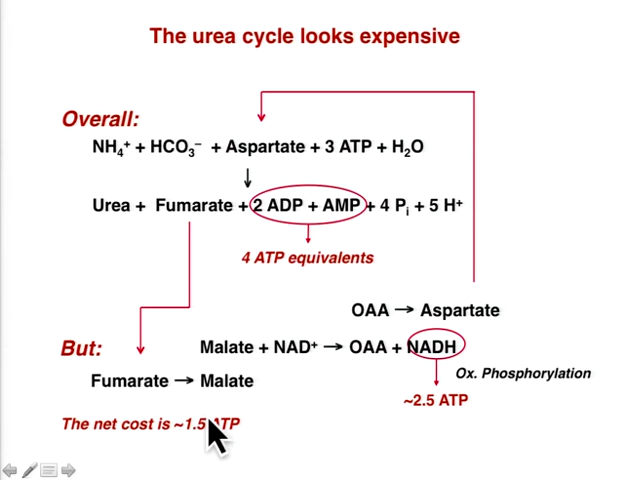 The urea cycle looks expensive
Overall:
NH₄⁺ + HCO₃⁻ + Aspartate + 3 ATP + H₂O
↓
Urea + Fumarate + 2 ADP + AMP + 4 Pᵢ + 5 H⁺
4 ATP equivalents
OAA → Aspartate
But:
Malate + NAD⁺ → OAA + NADH
Ox. Phosphorylation
Fumarate → Malate
~2.5 ATP
The net cost is ~1.5 ATP